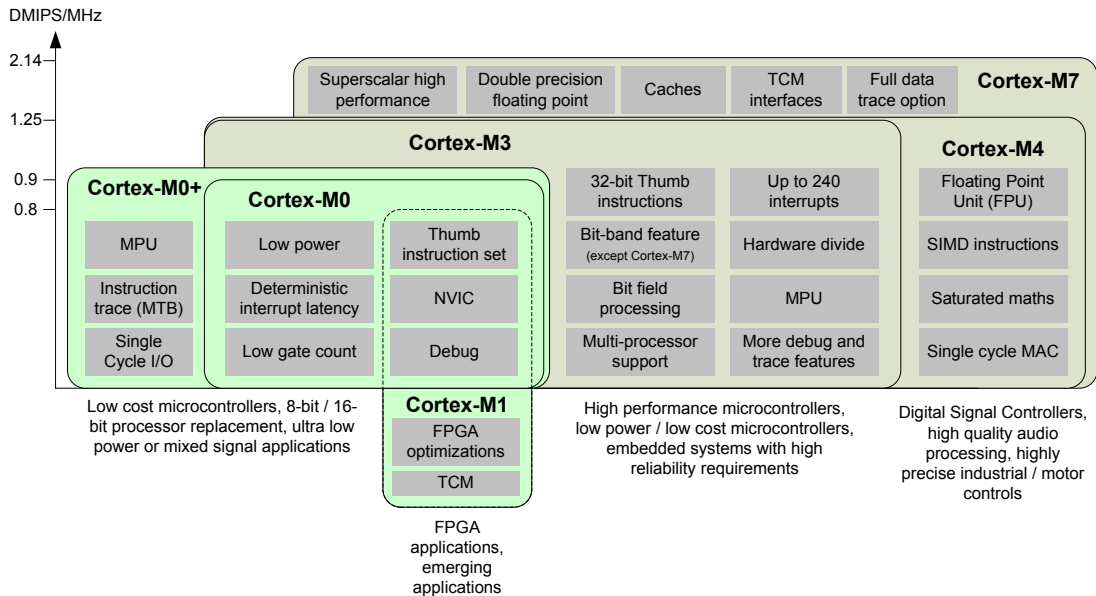 DMIPS/MHz
2.14
1.25
0.9
0.8
Superscalar high
performance
Double precision
floating point
Caches
TCM
interfaces
Full data
trace option
Cortex-M7
Cortex-M3
Cortex-M4
Cortex-M0+
Cortex-M0
MPU
Instruction
trace (MTB)
Single
Cycle I/O
Low power
Deterministic
interrupt latency
Low gate count
Thumb
instruction set
NVIC
Debug
32-bit Thumb
instructions
Bit-band feature
(except Cortex-M7)
Bit field
processing
Multi-processor
support
Up to 240
interrupts
Hardware divide
MPU
More debug and
trace features
Floating Point
Unit (FPU)
SIMD instructions
Saturated maths
Single cycle MAC
Low cost microcontrollers, 8-bit / 16-
bit processor replacement, ultra low
power or mixed signal applications
Cortex-M1
FPGA
optimizations
TCM
FPGA
applications,
emerging
applications
High performance microcontrollers,
low power / low cost microcontrollers,
embedded systems with high
reliability requirements
Digital Signal Controllers,
high quality audio
processing, highly
precise industrial / motor
controls